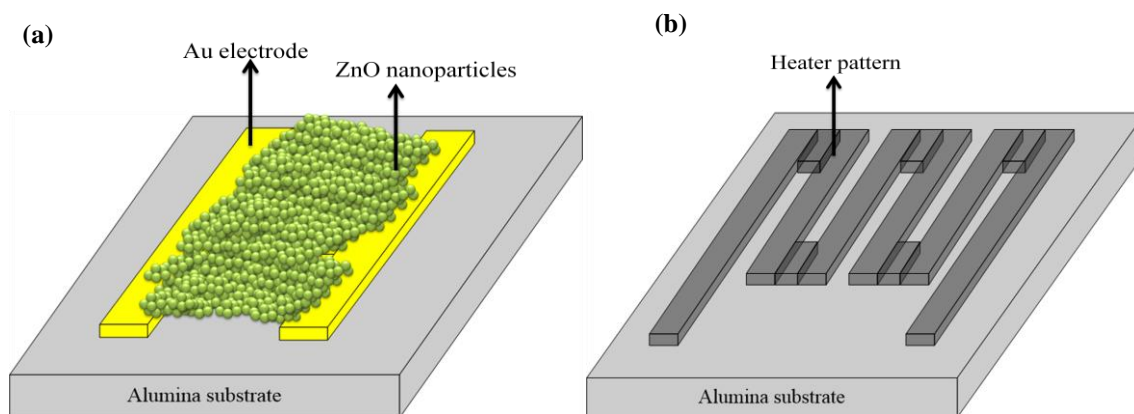 (a)
Au electrode
ZnO nanoparticles
Alumina substrate
(b)
Heater pattern
Alumina substrate